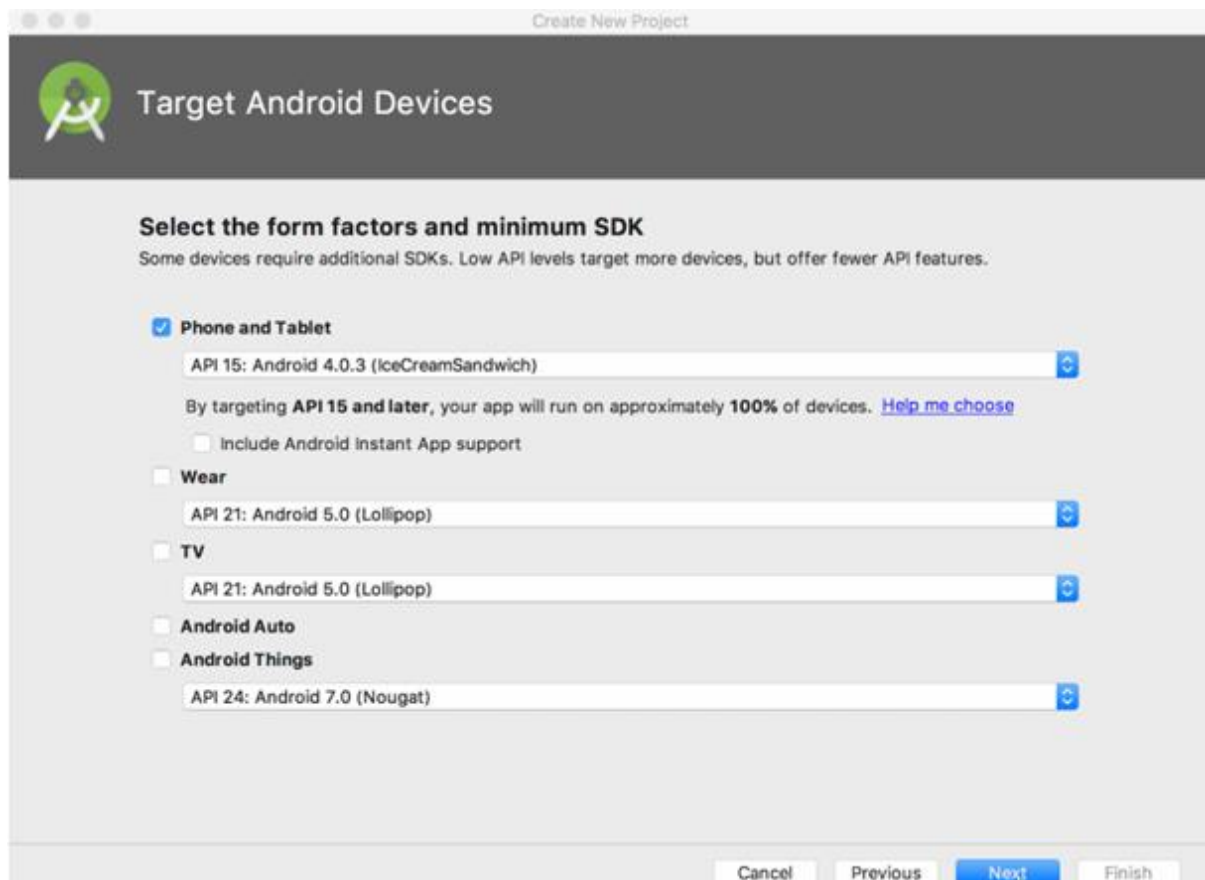 Create New Project
Target Android Devices
Select the form factors and minimum SDK
Some devices require additional SDKs. Low API levels target more devices, but offer fewer API features.
Phone and Tablet
API 15: Android 4.0.3 (IceCreamSandwich)
By targeting API 15 and later, your app will run on approximately 100% of devices. Help me choose
Include Android Instant App support
Wear
API 21: Android 5.0 (Lollipop)
TV
API 21: Android 5.0 (Lollipop)
Android Auto
Android Things
API 24: Android 7.0 (Nougat)
Cancel Previous Next Finish